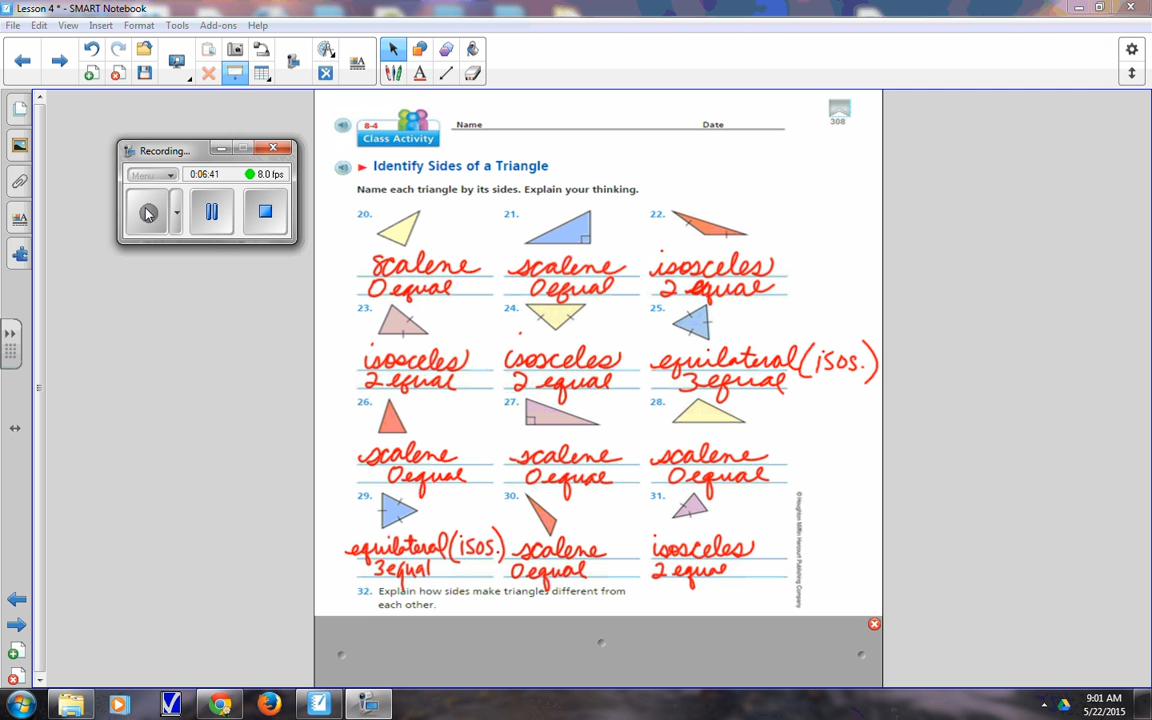 Lesson 4 * - SMART Notebook
File Edit View Insert Format Tools Add-ons Help
Recording...
Menu 0:06:41 8.0 fps
308
8-4 Name Date
Class Activity
Identify Sides of a Triangle
Name each triangle by its sides. Explain your thinking.
20. 21. 22.
scalene scalene isosceles
0 equal 0 equal 2 equal
23. 24. 25.
isosceles isosceles equilateral (isos.)
2 equal 2 equal 3 equal
26. 27. 28.
scalene scalene scalene
0 equal 0 equal 0 equal
29. 30. 31.
equilateral (isos.) scalene isosceles
3 equal 0 equal 2 equal
32. Explain how sides make triangles different from
each other.
© Houghton Mifflin Harcourt Publishing Company
9:01 AM
5/22/2015